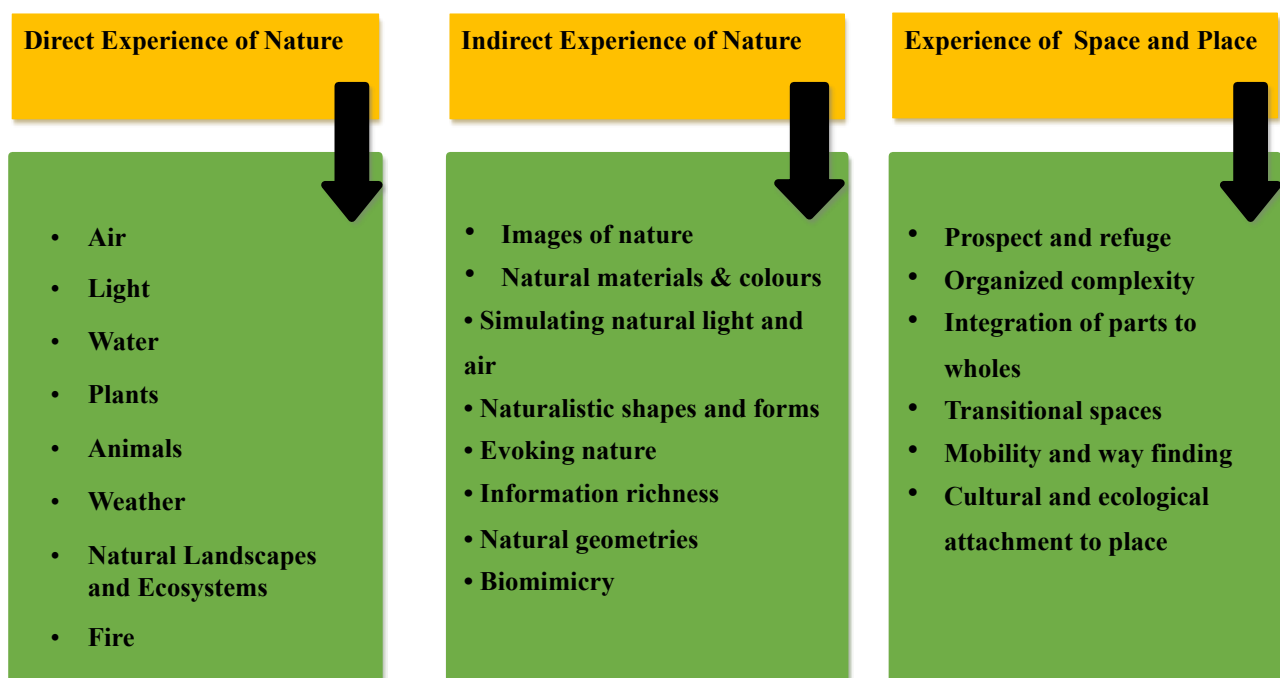 Direct Experience of Nature
• Air
• Light
• Water
• Plants
• Animals
• Weather
• Natural Landscapes
and Ecosystems
• Fire
Indirect Experience of Nature
• Images of nature
• Natural materials & colours
• Simulating natural light and
air
• Naturalistic shapes and forms
• Evoking nature
• Information richness
• Natural geometries
• Biomimicry
Experience of Space and Place
• Prospect and refuge
• Organized complexity
• Integration of parts to
wholes
• Transitional spaces
• Mobility and way finding
• Cultural and ecological
attachment to place